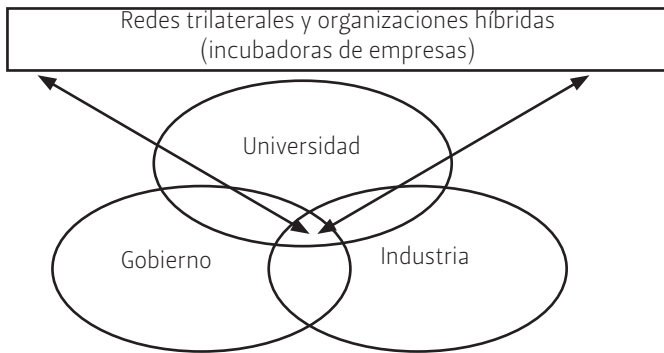 Redes trilaterales y organizaciones híbridas
(incubadoras de empresas)
Universidad
Gobierno
Industria